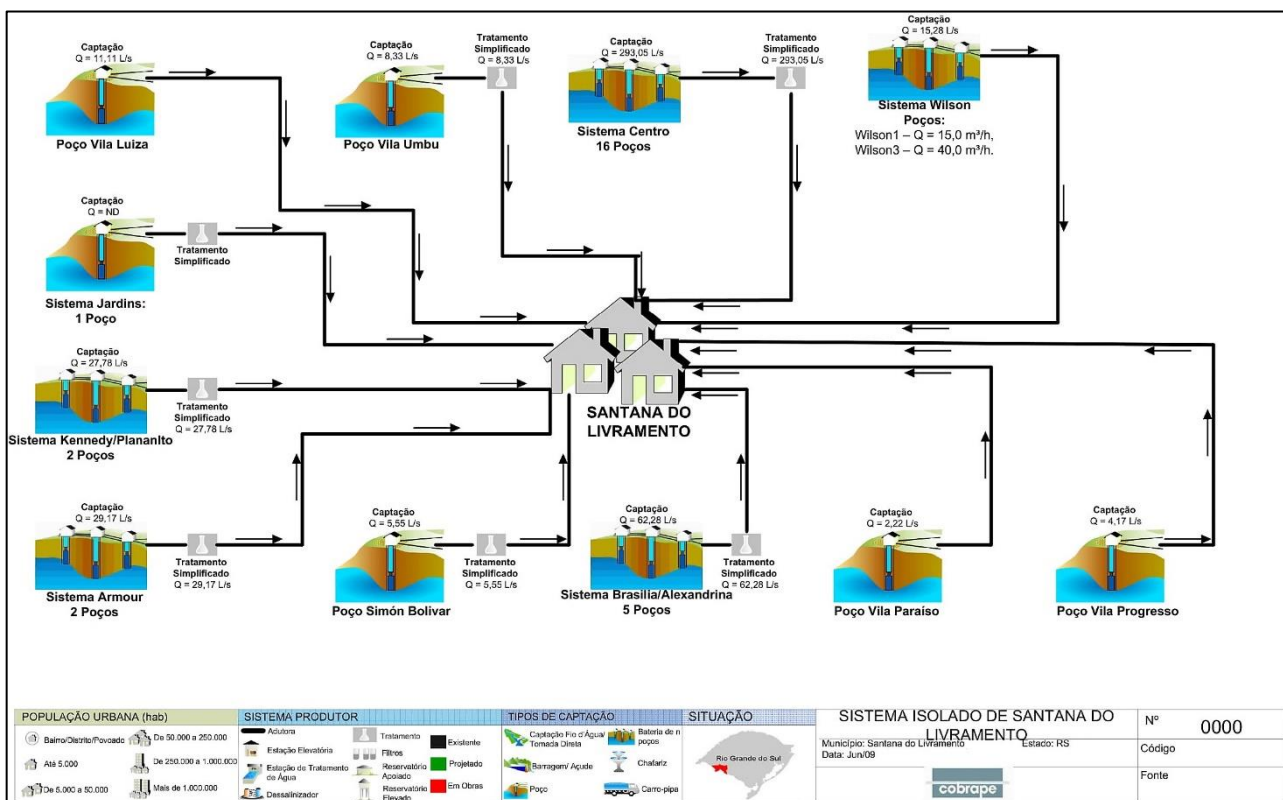 Captação
Q = 11,11 L/s
Poço Vila Luiza
Captação
Q = 8,33 L/s
Poço Vila Umbu
Tratamento
Simplificado
Q = 8,33 L/s
Captação
Q = 293,05 L/s
Sistema Centro
16 Poços
Tratamento
Simplificado
Q = 293,05 L/s
Captação
Q = 15,28 L/s
Sistema Wilson
Poços:
Wilson1 – Q = 15,0 m³/h,
Wilson3 – Q = 40,0 m³/h.
Captação
Q = ND
Tratamento
Simplificado
Sistema Jardins:
1 Poço
Captação
Q = 27,78 L/s
Tratamento
Simplificado
Q = 27,78 L/s
Sistema Kennedy/Plananlto
2 Poços
SANTANA DO
LIVRAMENTO
Captação
Q = 29,17 L/s
Tratamento
Simplificado
Q = 29,17 L/s
Sistema Armour
2 Poços
Captação
Q = 5,55 L/s
Tratamento
Simplificado
Q = 5,55 L/s
Poço Simón Bolivar
Captação
Q = 62,28 L/s
Tratamento
Simplificado
Q = 62,28 L/s
Sistema Brasilia/Alexandrina
5 Poços
Captação
Q = 2,22 L/s
Poço Vila Paraíso
Captação
Q = 4,17 L/s
Poço Vila Progresso
POPULAÇÃO URBANA (hab)
Bairro/Distrito/Povoado
Até 5.000
De 5.000 a 50.000
De 50.000 a 250.000
De 250.000 a 1.000.000
Mais de 1.000.000
SISTEMA PRODUTOR
Adutora
Estação Elevatória
Estação de Tratamento
de Água
Dessalinizador
Tratamento
Filtros
Reservatório
Apoiado
Reservatório
Elevado
Existente
Projetado
Em Obras
TIPOS DE CAPTAÇÃO
Captação Fio d'Água/
Tomada Direta
Barragem/ Açude
Poço
Bateria de n
poços
Chafariz
Carro-pipa
SITUAÇÃO
Rio Grande do Sul
SISTEMA ISOLADO DE SANTANA DO
LIVRAMENTO
Município: Santana do Livramento
Estado: RS
Data: Jun/09
cobrape
Nº
0000
Código
Fonte